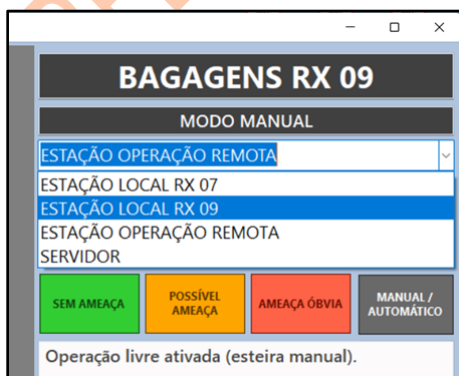 BAGAGENS RX 09
MODO MANUAL
ESTAÇÃO OPERAÇÃO REMOTA
ESTAÇÃO LOCAL RX 07
ESTAÇÃO LOCAL RX 09
ESTAÇÃO OPERAÇÃO REMOTA
SERVIDOR
SEM AMEAÇA
POSSÍVEL
AMEAÇA
AMEAÇA ÓBVIA
MANUAL /
AUTOMÁTICO
Operação livre ativada (esteira manual).